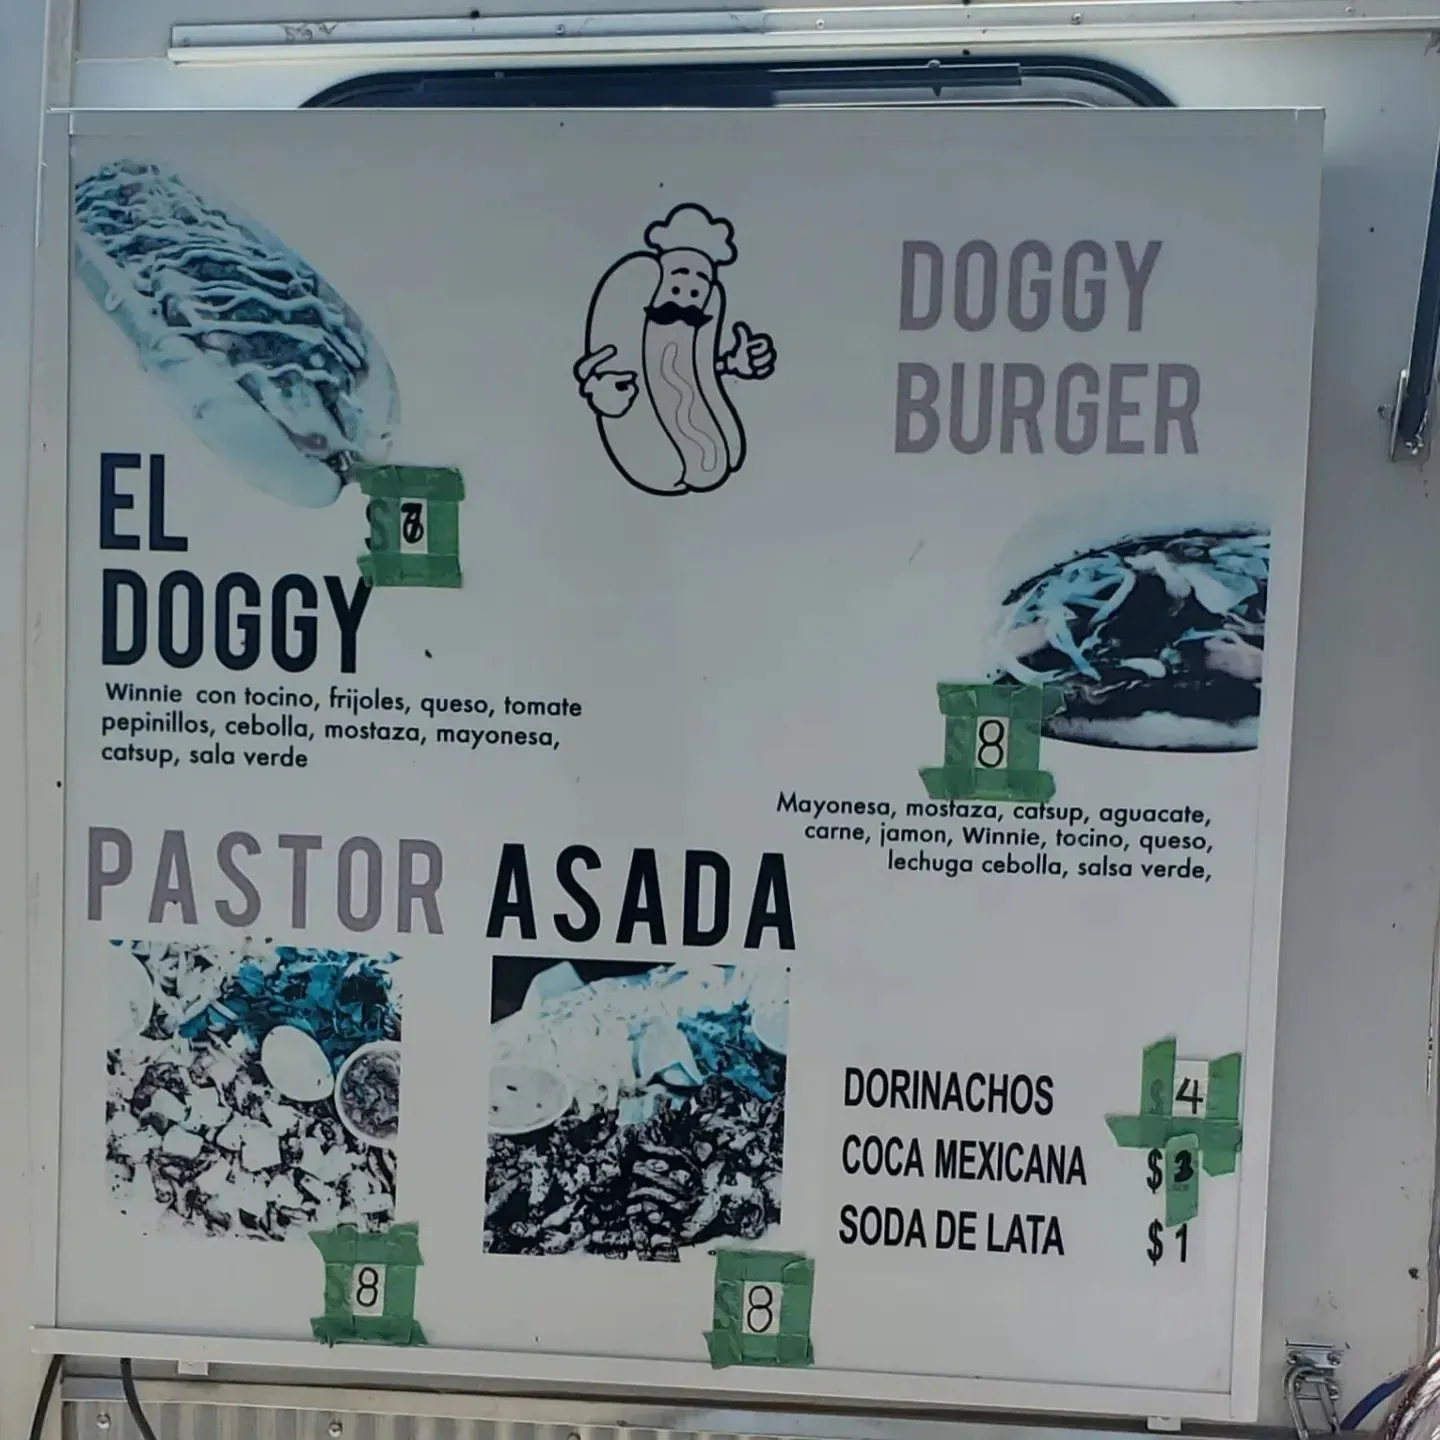 EL
DOGGY
$
Winnie con tocino, frijoles, queso, tomate
pepinillos, cebolla, mostaza, mayonesa,
catsup, sala verde
DOGGY
BURGER
$ 8
Mayonesa, mostaza, catsup, aguacate,
carne, jamon, Winnie, tocino, queso,
lechuga cebolla, salsa verde,
PASTOR
$ 8
ASADA
$ 8
DORINACHOS $ 4
COCA MEXICANA $ 3
SODA DE LATA $ 1